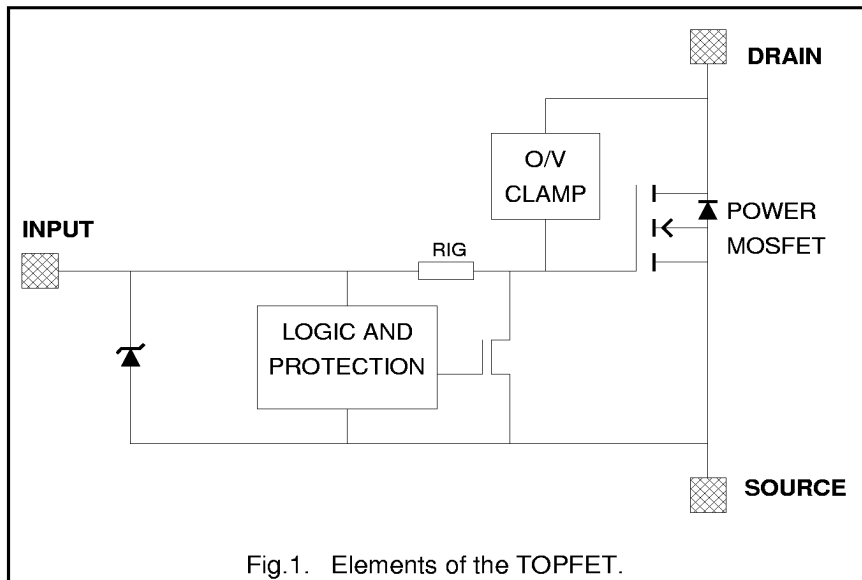 DRAIN
O/V
CLAMP
POWER
MOSFET
INPUT
RIG
LOGIC AND
PROTECTION
SOURCE
Fig.1. Elements of the TOPFET.